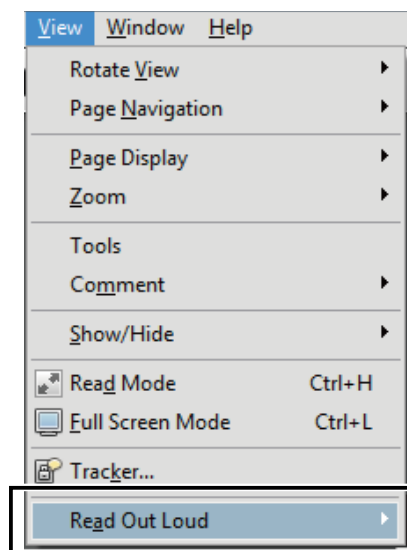 View Window Help
Rotate View
Page Navigation
Page Display
Zoom
Tools
Comment
Show/Hide
Read Mode Ctrl+H
Full Screen Mode Ctrl+L
Tracker...
Read Out Loud